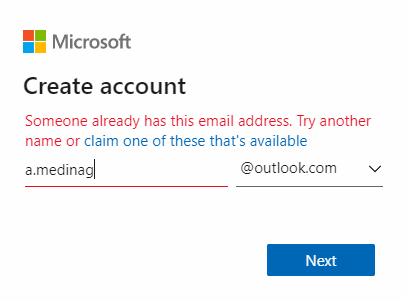 Microsoft
Create account
Someone already has this email address. Try another
name or claim one of these that's available
a.medinag
@outlook.com
Next